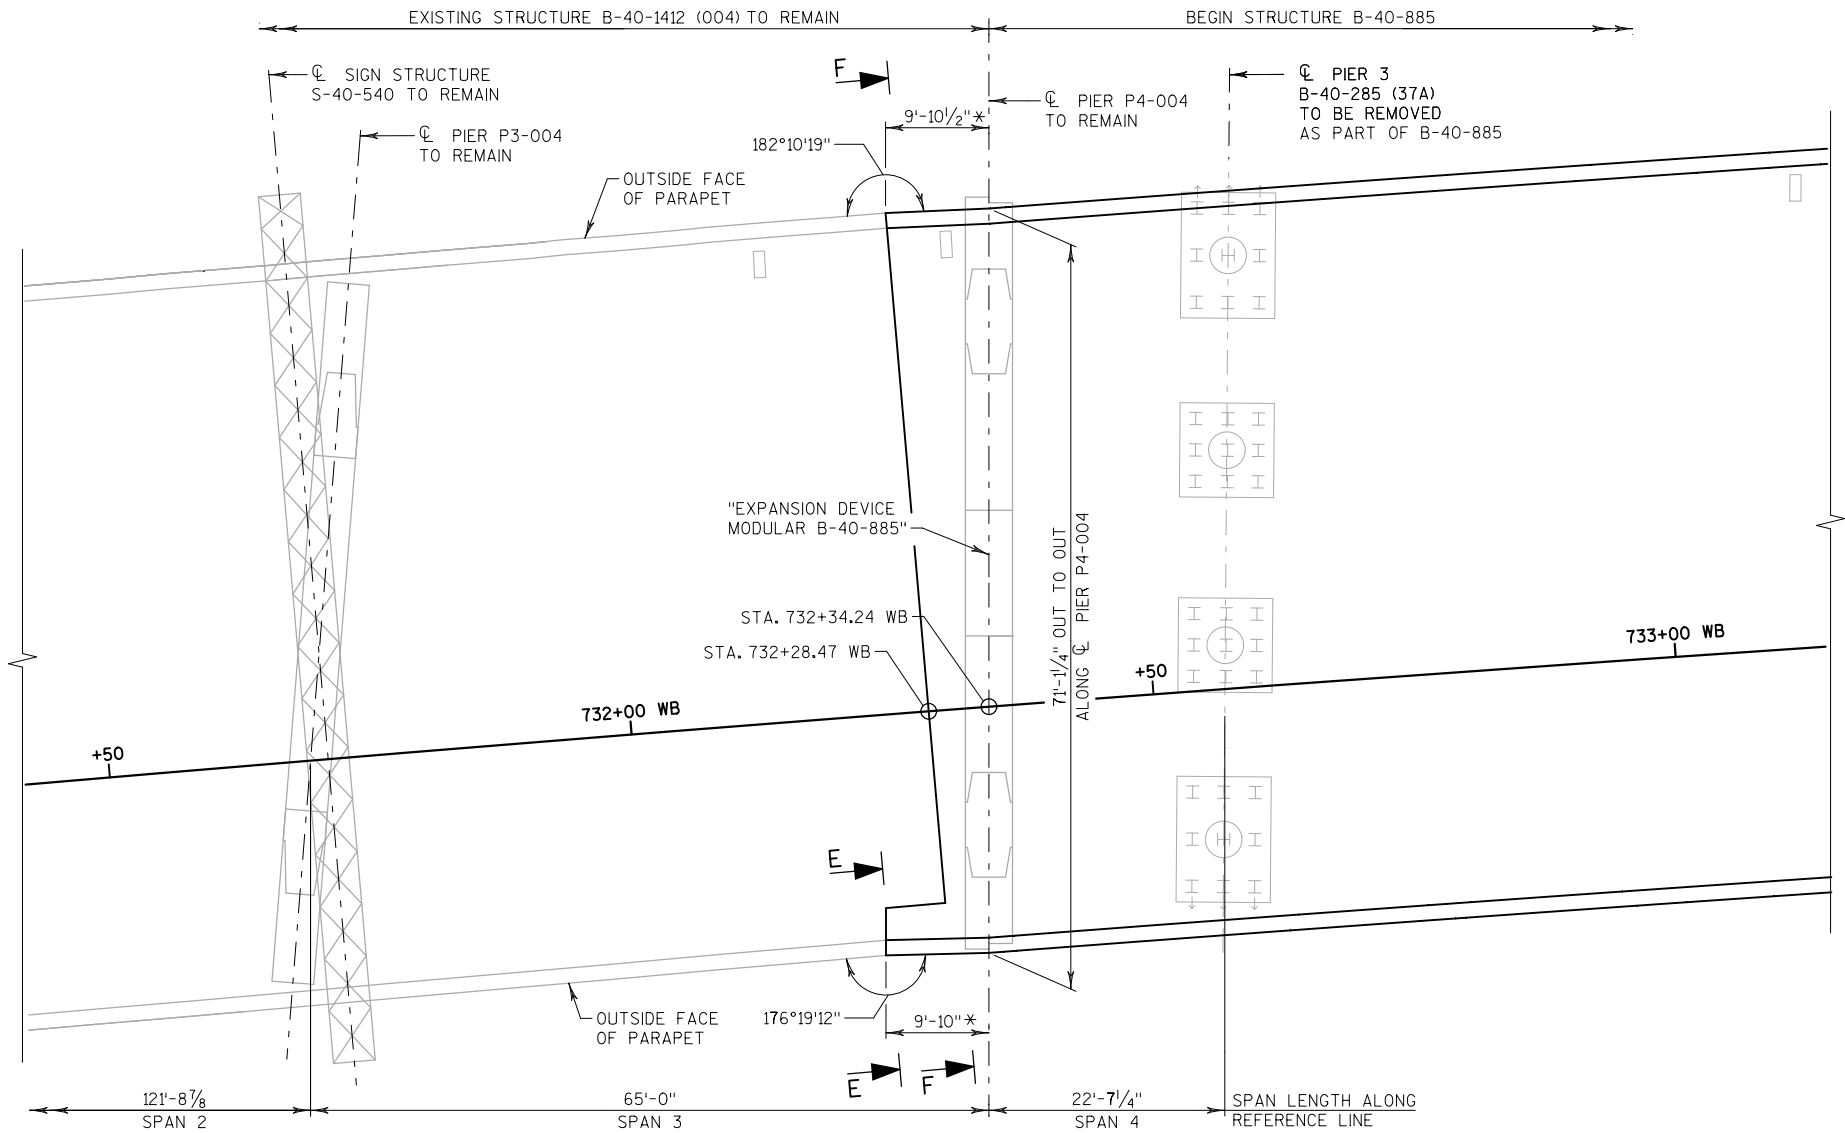 EXISTING STRUCTURE B-40-1412 (004) TO REMAIN
BEGIN STRUCTURE B-40-885
℄ SIGN STRUCTURE
S-40-540 TO REMAIN
℄ PIER P3-004
TO REMAIN
F
9'-10½"*
℄ PIER P4-004
TO REMAIN
℄ PIER 3
B-40-285 (37A)
TO BE REMOVED
AS PART OF B-40-885
182°10'19"
OUTSIDE FACE
OF PARAPET
"EXPANSION DEVICE
MODULAR B-40-885"
71'-1¼" OUT TO OUT
ALONG ℄ PIER P4-004
STA. 732+34.24 WB
STA. 732+28.47 WB
733+00 WB
+50
732+00 WB
+50
E
OUTSIDE FACE
OF PARAPET
176°19'12"
9'-10"*
E
F
121'-8⅞
SPAN 2
65'-0"
SPAN 3
22'-7¼"
SPAN 4
SPAN LENGTH ALONG
REFERENCE LINE